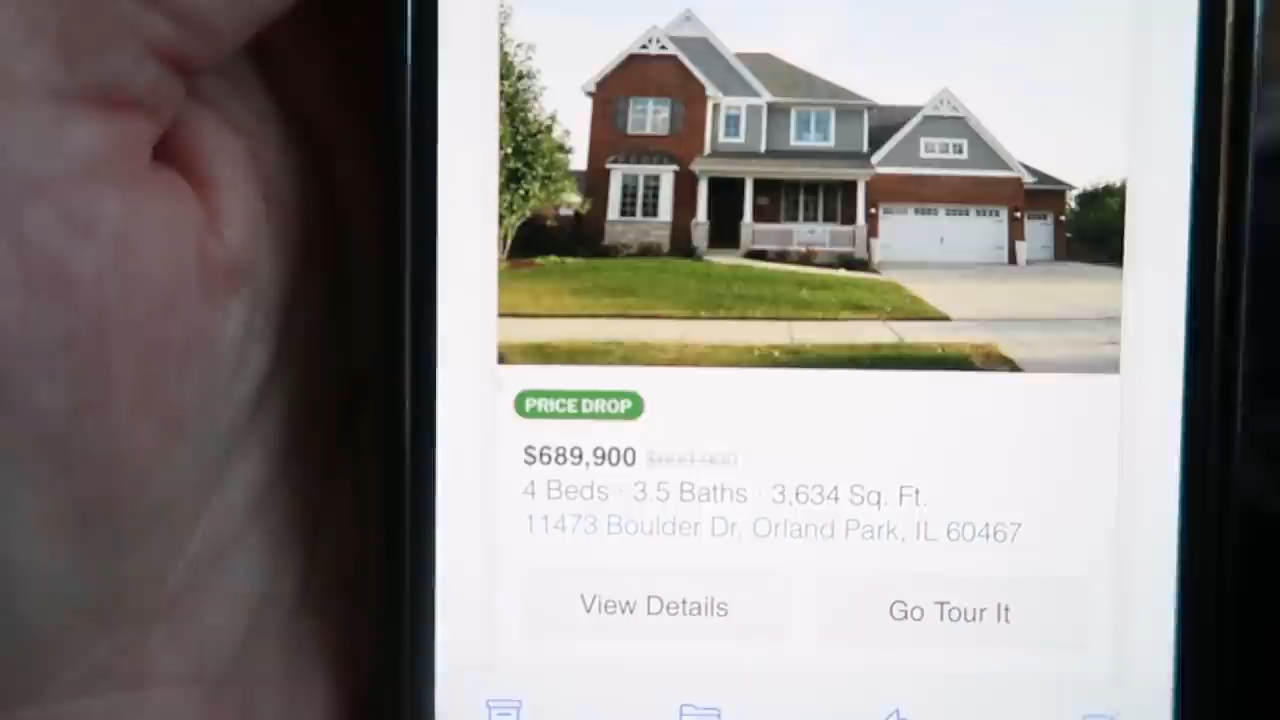 PRICE DROP
$689,900
4 Beds · 3.5 Baths · 3,634 Sq. Ft.
11473 Boulder Dr, Orland Park, IL 60467
View Details
Go Tour It